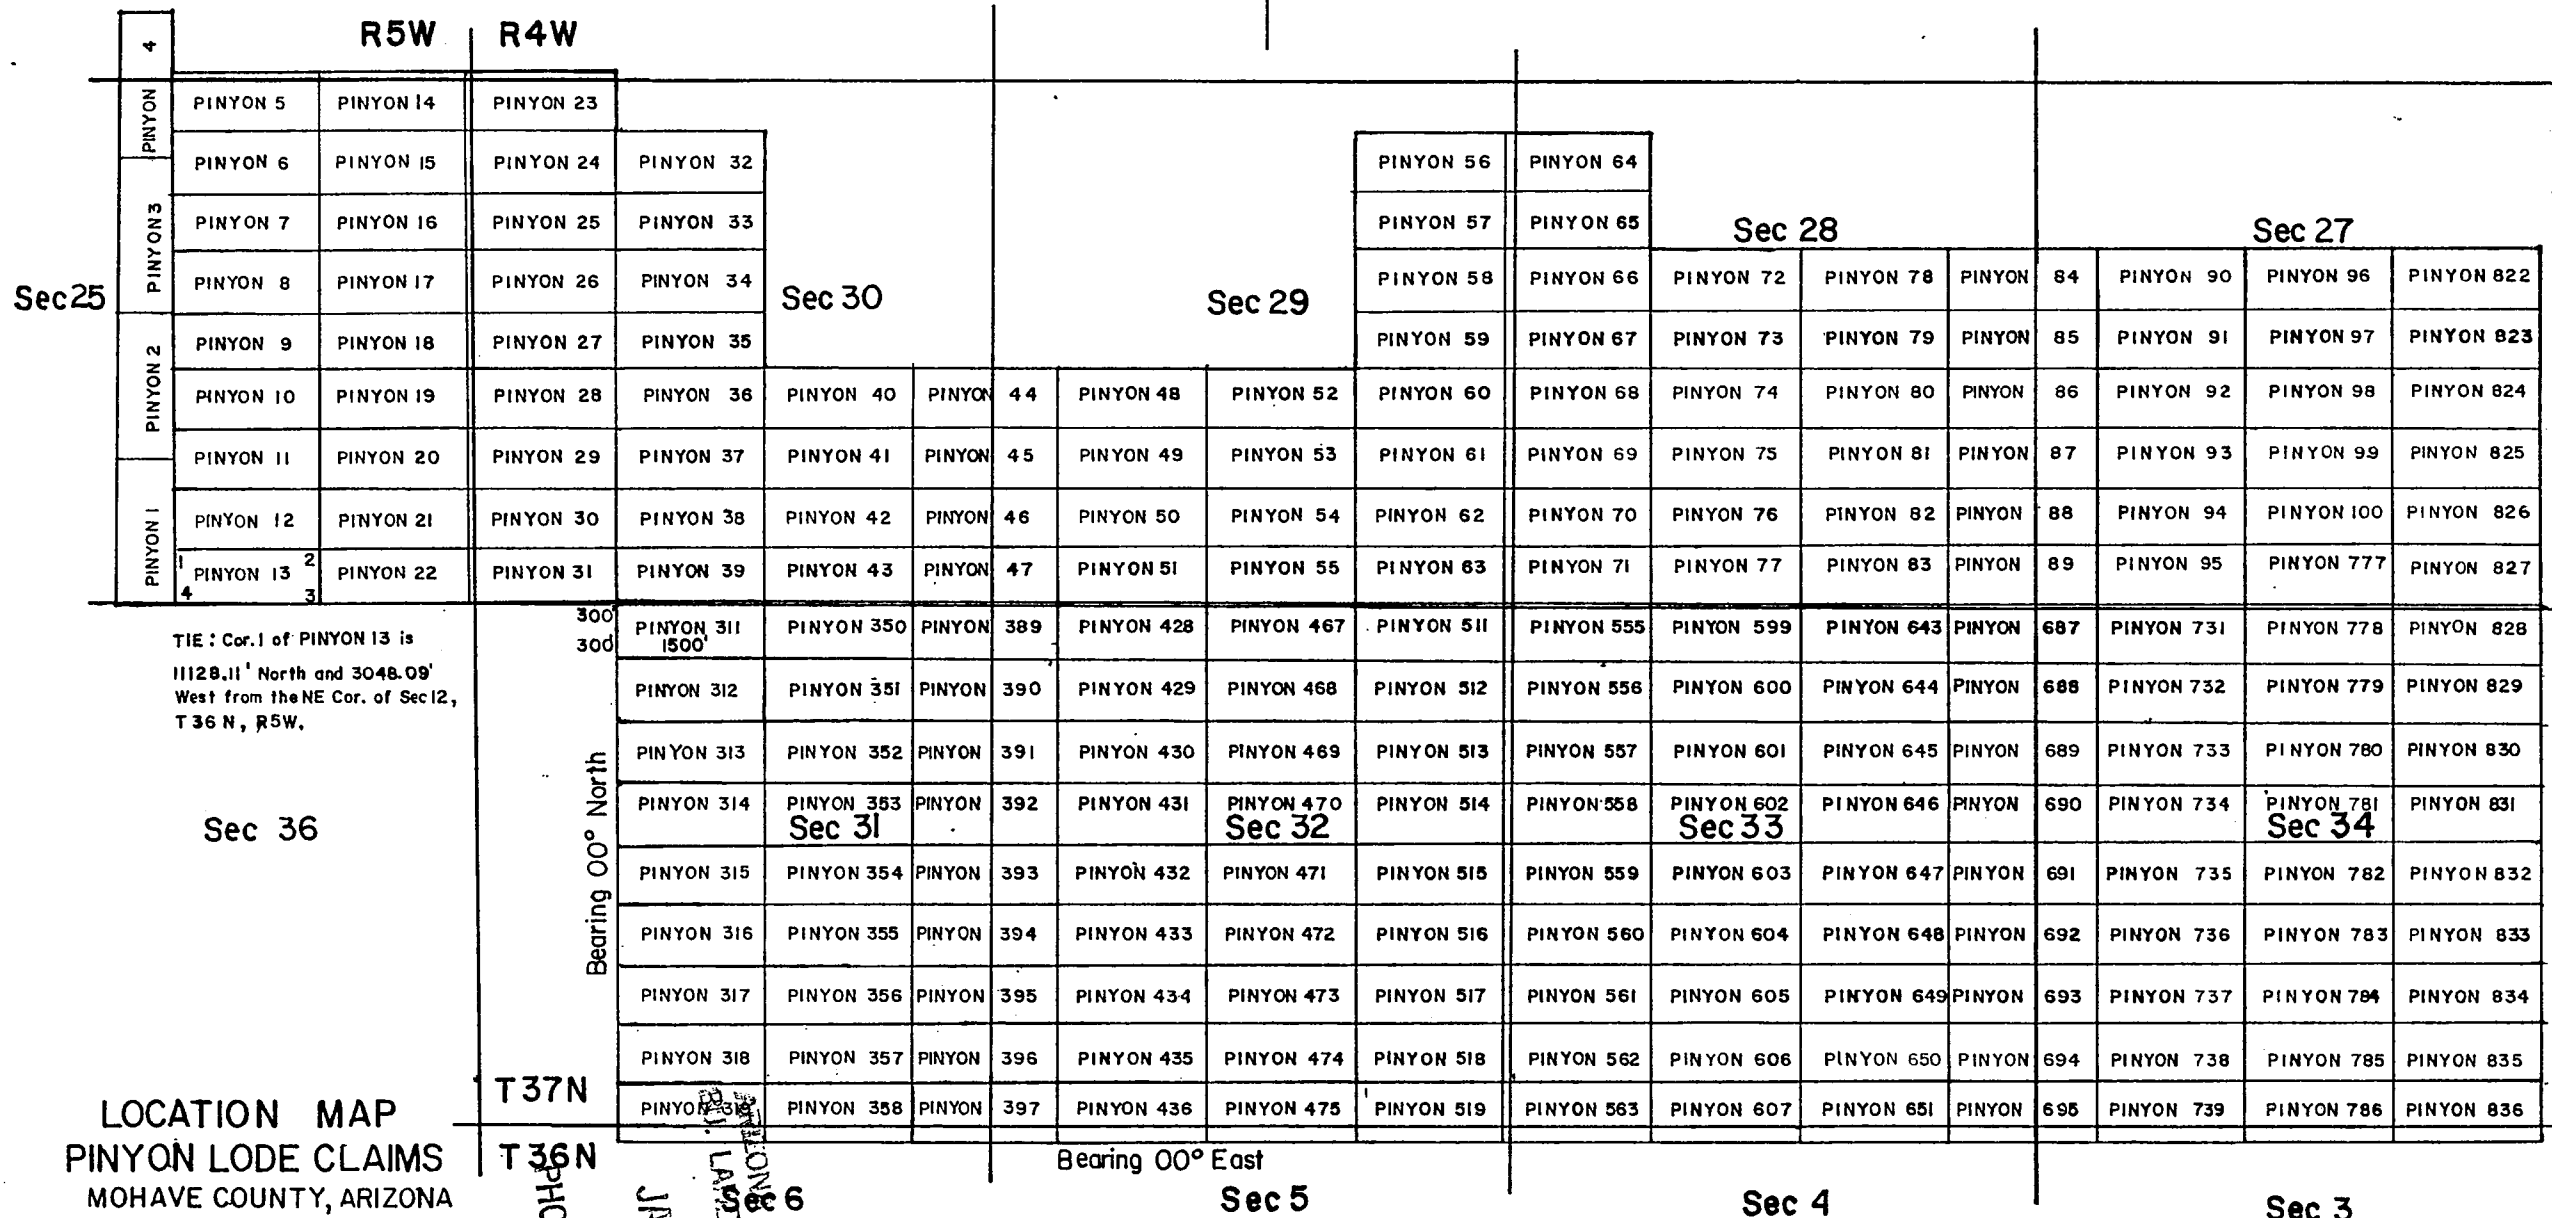 R5W R4W
4
PINYON
PINYON 5 PINYON 14 PINYON 23
PINYON 6 PINYON 15 PINYON 24 PINYON 32 PINYON 56 PINYON 64
PINYON 3
PINYON 7 PINYON 16 PINYON 25 PINYON 33 PINYON 57 PINYON 65 Sec 28 Sec 27
Sec 25 PINYON 8 PINYON 17 PINYON 26 PINYON 34 Sec 30 Sec 29 PINYON 58 PINYON 66 PINYON 72 PINYON 78 PINYON 84 PINYON 90 PINYON 96 PINYON 822
PINYON 2
PINYON 9 PINYON 18 PINYON 27 PINYON 35 PINYON 59 PINYON 67 PINYON 73 PINYON 79 PINYON 85 PINYON 91 PINYON 97 PINYON 823
PINYON 10 PINYON 19 PINYON 28 PINYON 36 PINYON 40 PINYON 44 PINYON 48 PINYON 52 PINYON 60 PINYON 68 PINYON 74 PINYON 80 PINYON 86 PINYON 92 PINYON 98 PINYON 824
PINYON 11 PINYON 20 PINYON 29 PINYON 37 PINYON 41 PINYON 45 PINYON 49 PINYON 53 PINYON 61 PINYON 69 PINYON 75 PINYON 81 PINYON 87 PINYON 93 PINYON 99 PINYON 825
PINYON 1
PINYON 12 PINYON 21 PINYON 30 PINYON 38 PINYON 42 PINYON 46 PINYON 50 PINYON 54 PINYON 62 PINYON 70 PINYON 76 PINYON 82 PINYON 88 PINYON 94 PINYON 100 PINYON 826
1 2
PINYON 13 PINYON 22 PINYON 31 PINYON 39 PINYON 43 PINYON 47 PINYON 51 PINYON 55 PINYON 63 PINYON 71 PINYON 77 PINYON 83 PINYON 89 PINYON 95 PINYON 777 PINYON 827
4 3
300'
300
PINYON 311 PINYON 350 PINYON 389 PINYON 428 PINYON 467 PINYON 511 PINYON 555 PINYON 599 PINYON 643 PINYON 687 PINYON 731 PINYON 778 PINYON 828
1500'
TIE: Cor.1 of PINYON 13 is
11128.11' North and 3048.09'
West from the NE Cor. of Sec 12,
T 36 N, R5W.
PINYON 312 PINYON 351 PINYON 390 PINYON 429 PINYON 468 PINYON 512 PINYON 556 PINYON 600 PINYON 644 PINYON 688 PINYON 732 PINYON 779 PINYON 829
PINYON 313 PINYON 352 PINYON 391 PINYON 430 PINYON 469 PINYON 513 PINYON 557 PINYON 601 PINYON 645 PINYON 689 PINYON 733 PINYON 780 PINYON 830
PINYON 314 PINYON 353 PINYON 392 PINYON 431 PINYON 470 PINYON 514 PINYON 558 PINYON 602 PINYON 646 PINYON 690 PINYON 734 PINYON 781 PINYON 831
Sec 36 Sec 31 Sec 32 Sec 33 Sec 34
Bearing 00° North
PINYON 315 PINYON 354 PINYON 393 PINYON 432 PINYON 471 PINYON 515 PINYON 559 PINYON 603 PINYON 647 PINYON 691 PINYON 735 PINYON 782 PINYON 832
PINYON 316 PINYON 355 PINYON 394 PINYON 433 PINYON 472 PINYON 516 PINYON 560 PINYON 604 PINYON 648 PINYON 692 PINYON 736 PINYON 783 PINYON 833
PINYON 317 PINYON 356 PINYON 395 PINYON 434 PINYON 473 PINYON 517 PINYON 561 PINYON 605 PINYON 649 PINYON 693 PINYON 737 PINYON 784 PINYON 834
PINYON 318 PINYON 357 PINYON 396 PINYON 435 PINYON 474 PINYON 518 PINYON 562 PINYON 606 PINYON 650 PINYON 694 PINYON 738 PINYON 785 PINYON 835
T37N
PINYON PINYON 358 PINYON 397 PINYON 436 PINYON 475 PINYON 519 PINYON 563 PINYON 607 PINYON 651 PINYON 695 PINYON 739 PINYON 786 PINYON 836
T36N
Bearing 00° East
Sec 6 Sec 5 Sec 4 Sec 3
LOCATION MAP
PINYON LODE CLAIMS
MOHAVE COUNTY, ARIZONA